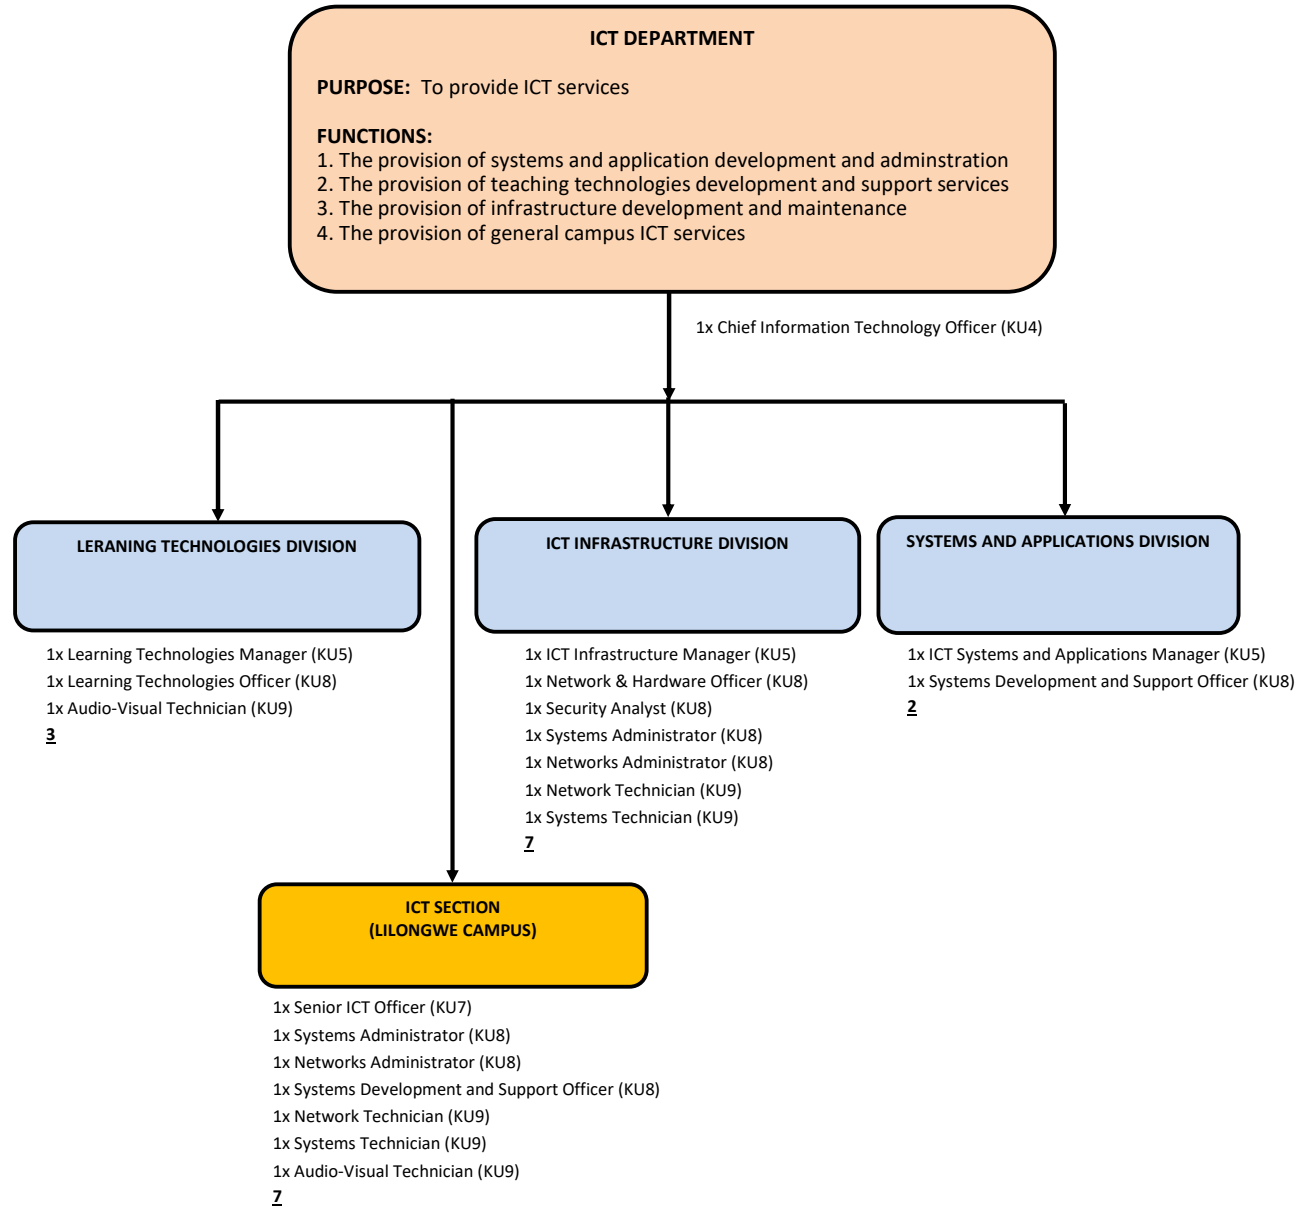 ICT DEPARTMENT
PURPOSE: To provide ICT services
FUNCTIONS:
1. The provision of systems and application development and adminstration
2. The provision of teaching technologies development and support services
3. The provision of infrastructure development and maintenance
4. The provision of general campus ICT services
1x Chief Information Technology Officer (KU4)
LERANING TECHNOLOGIES DIVISION
1x Learning Technologies Manager (KU5)
1x Learning Technologies Officer (KU8)
1x Audio-Visual Technician (KU9)
3
ICT INFRASTRUCTURE DIVISION
1x ICT Infrastructure Manager (KU5)
1x Network & Hardware Officer (KU8)
1x Security Analyst (KU8)
1x Systems Administrator (KU8)
1x Networks Administrator (KU8)
1x Network Technician (KU9)
1x Systems Technician (KU9)
7
SYSTEMS AND APPLICATIONS DIVISION
1x ICT Systems and Applications Manager (KU5)
1x Systems Development and Support Officer (KU8)
2
ICT SECTION
(LILONGWE CAMPUS)
1x Senior ICT Officer (KU7)
1x Systems Administrator (KU8)
1x Networks Administrator (KU8)
1x Systems Development and Support Officer (KU8)
1x Network Technician (KU9)
1x Systems Technician (KU9)
1x Audio-Visual Technician (KU9)
7